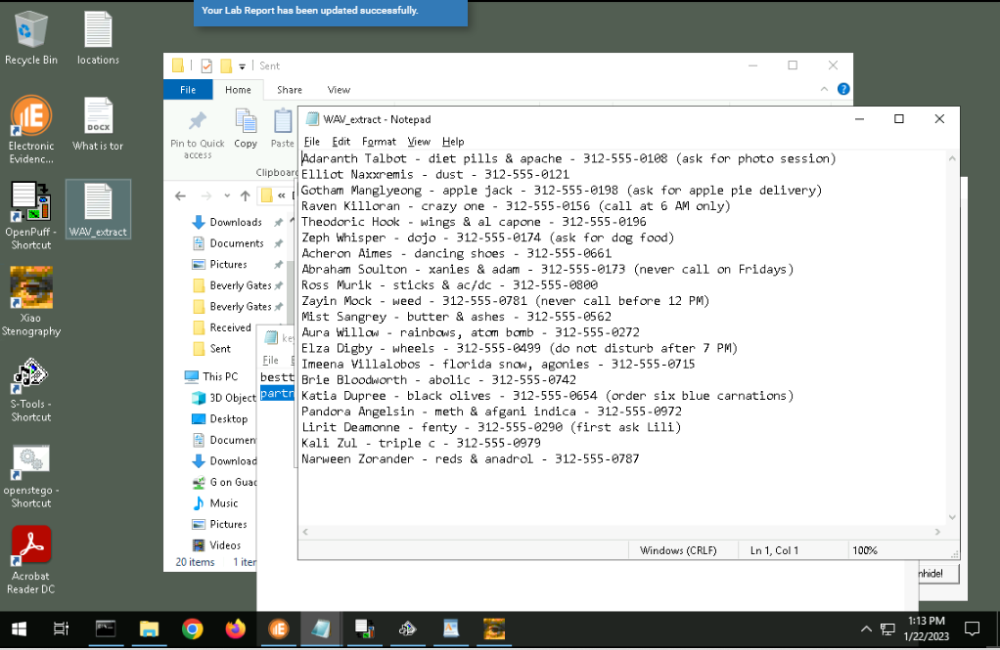 Your Lab Report has been updated successfully.
Recycle Bin
locations
Electronic
Evidenc...
What is tor
DOCX
OpenPuff -
Shortcut
WAV_extract
Xiao
Stenography
S-Tools -
Shortcut
openstego -
Shortcut
Acrobat
Reader DC
Sent
File Home Share View
Pin to Quick
access
Copy
Paste
Clipboard
Downloads
Documents
Pictures
Beverly Gates
Beverly Gates
Received
Sent
This PC
3D Object
Desktop
Documen
Download
G on Guac
Music
Pictures
Videos
20 items 1 iter
File
bestt
partn
WAV_extract - Notepad
File Edit Format View Help
Adaranth Talbot - diet pills & apache - 312-555-0108 (ask for photo session)
Elliot Naxxremis - dust - 312-555-0121
Gotham Manglyeong - apple jack - 312-555-0198 (ask for apple pie delivery)
Raven Killoran - crazy one - 312-555-0156 (call at 6 AM only)
Theodoric Hook - wings & al capone - 312-555-0196
Zeph Whisper - dojo - 312-555-0174 (ask for dog food)
Acheron Aimes - dancing shoes - 312-555-0661
Abraham Soulton - xanies & adam - 312-555-0173 (never call on Fridays)
Ross Murik - sticks & ac/dc - 312-555-0800
Zayin Mock - weed - 312-555-0781 (never call before 12 PM)
Mist Sangrey - butter & ashes - 312-555-0562
Aura Willow - rainbows, atom bomb - 312-555-0272
Elza Digby - wheels - 312-555-0499 (do not disturb after 7 PM)
Imeena Villalobos - florida snow, agonies - 312-555-0715
Brie Bloodworth - abolic - 312-555-0742
Katia Dupree - black olives - 312-555-0654 (order six blue carnations)
Pandora Angelsin - meth & afgani indica - 312-555-0972
Lirit Deamonne - fenty - 312-555-0290 (first ask Lili)
Kali Zul - triple c - 312-555-0979
Narween Zorander - reds & anadrol - 312-555-0787
Windows (CRLF) Ln 1, Col 1 100%
nhide!
1:13 PM
1/22/2023